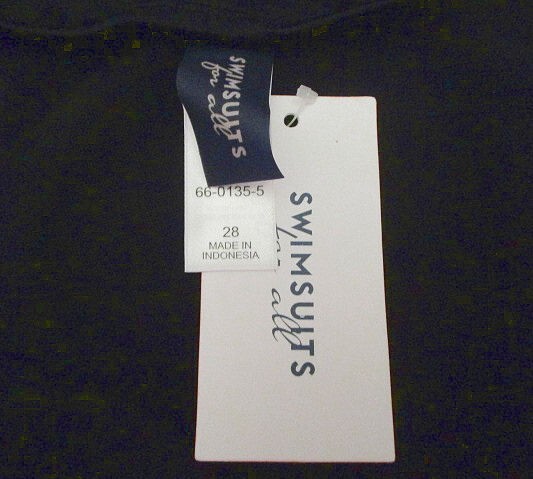 SWIMSUITS
for all
66-0135-5
28
MADE IN
INDONESIA
SWIMSUITS
for all